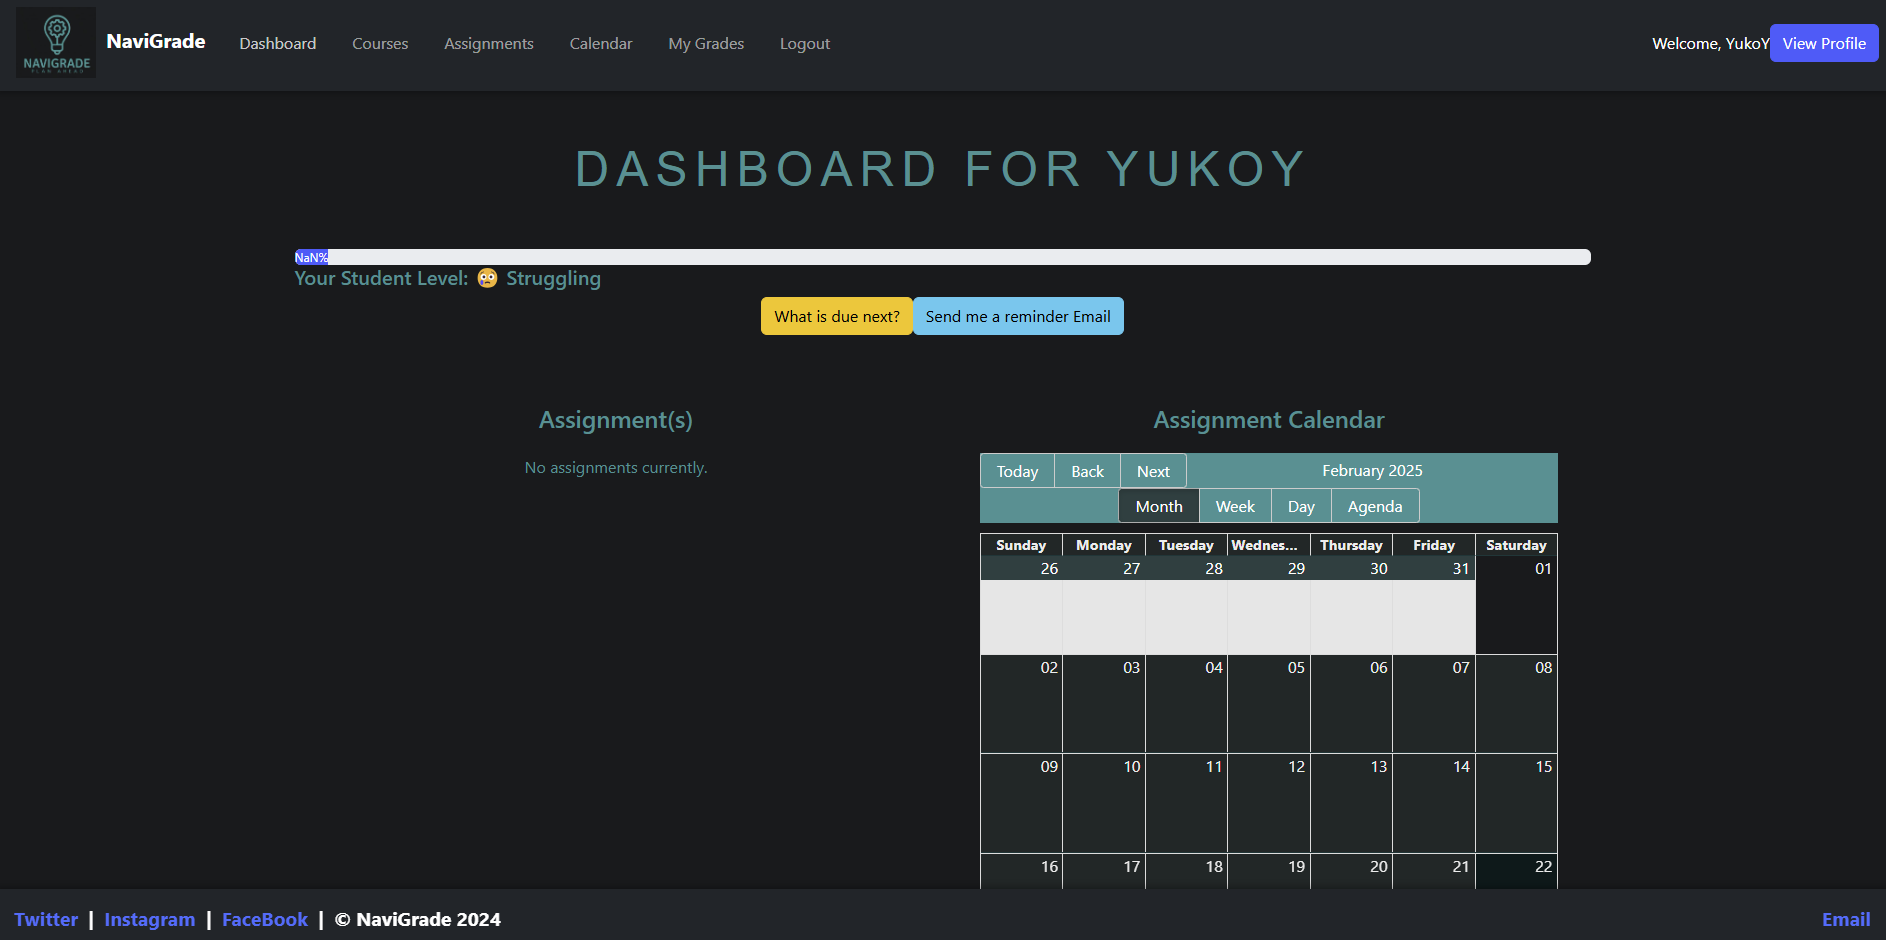 NAVIGRADE
PLAN AHEAD
NaviGrade Dashboard Courses Assignments Calendar My Grades Logout Welcome, YukoY View Profile
DASHBOARD FOR YUKOY
NaN%
Your Student Level: 😢 Struggling
What is due next? Send me a reminder Email
Assignment(s)
No assignments currently.
Assignment Calendar
Today Back Next February 2025
Month Week Day Agenda
Sunday Monday Tuesday Wednes... Thursday Friday Saturday
26 27 28 29 30 31 01
02 03 04 05 06 07 08
09 10 11 12 13 14 15
16 17 18 19 20 21 22
Twitter | Instagram | FaceBook | © NaviGrade 2024 Email